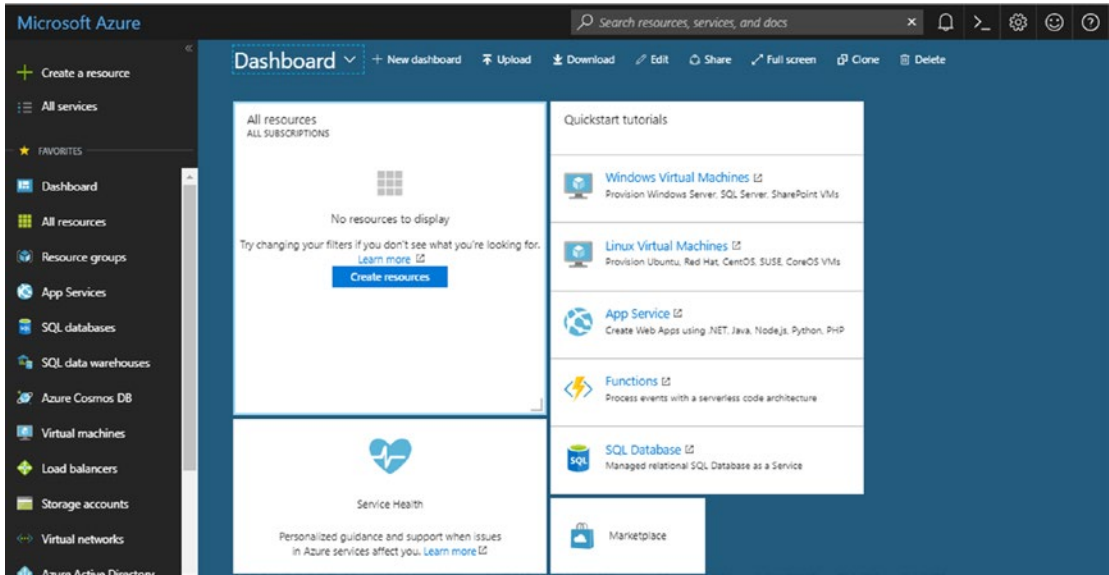 Microsoft Azure
Search resources, services, and docs
Create a resource
All services
FAVORITES
Dashboard
All resources
Resource groups
App Services
SQL databases
SQL data warehouses
Azure Cosmos DB
Virtual machines
Load balancers
Storage accounts
Virtual networks
Azure Active Directory
Dashboard
New dashboard
Upload
Download
Edit
Share
Full screen
Clone
Delete
All resources
ALL SUBSCRIPTIONS
No resources to display
Try changing your filters if you don't see what you're looking for.
Learn more
Create resources
Service Health
Personalized guidance and support when issues
in Azure services affect you. Learn more
Quickstart tutorials
Windows Virtual Machines
Provision Windows Server, SQL Server, SharePoint VMs
Linux Virtual Machines
Provision Ubuntu, Red Hat, CentOS, SUSE, CoreOS VMs
App Service
Create Web Apps using .NET, Java, Node.js, Python, PHP
Functions
Process events with a serverless code architecture
SQL
SQL Database
Managed relational SQL Database as a Service
Marketplace